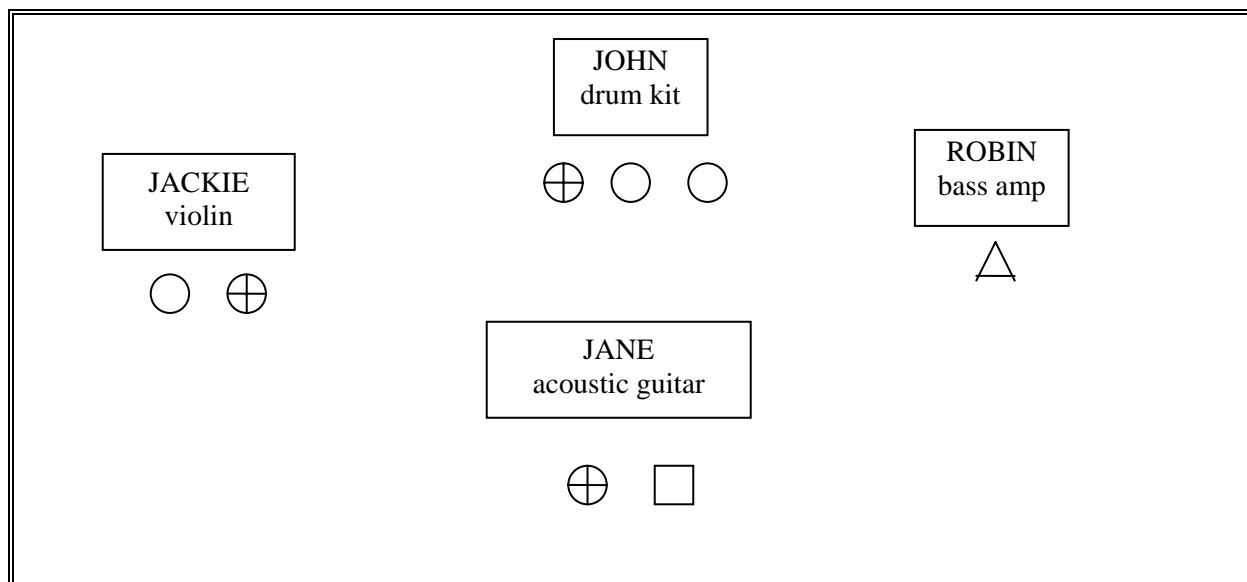 JOHN
drum kit
ROBIN
bass amp
JACKIE
violin
JANE
acoustic guitar